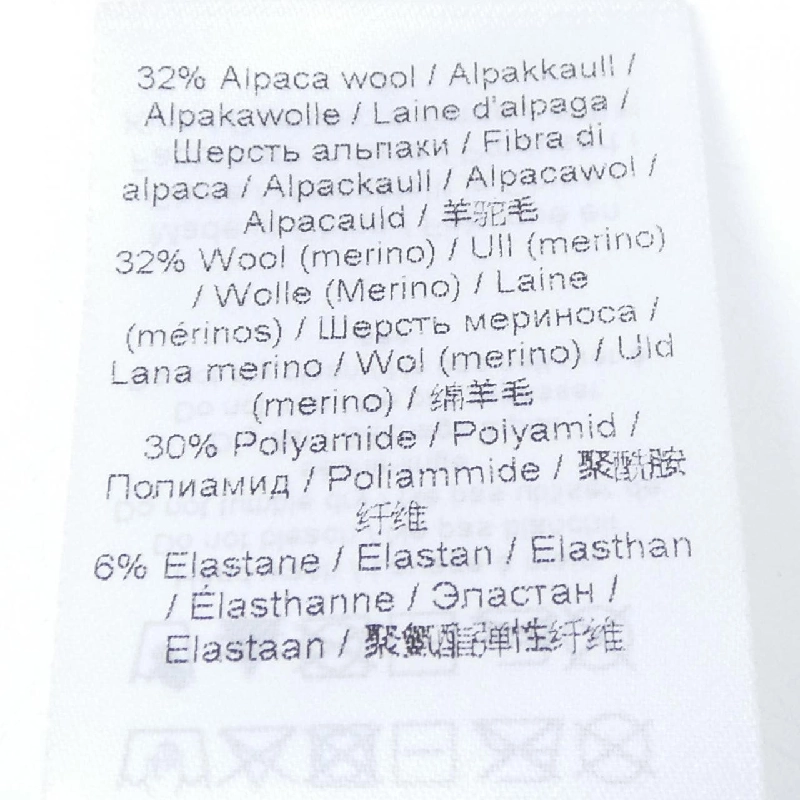 32% Alpaca wool / Alpakkaull /
Alpakawolle / Laine d'alpaga /
Шерсть альпаки / Fibra di
alpaca / Alpackaull / Alpacawol /
Alpacauld / 羊驼毛
32% Wool (merino) / Ull (merino)
/ Wolle (Merino) / Laine
(mérinos) / Шерсть мериноса /
Lana merino / Wol (merino) / Uld
(merino) / 绵羊毛
30% Polyamide / Polyamid /
Полиамид / Poliammide / 聚酰胺
纤维
6% Elastane / Elastan / Elasthan
/ Élasthanne / Эластан /
Elastaan / 聚氨酯弹性纤维